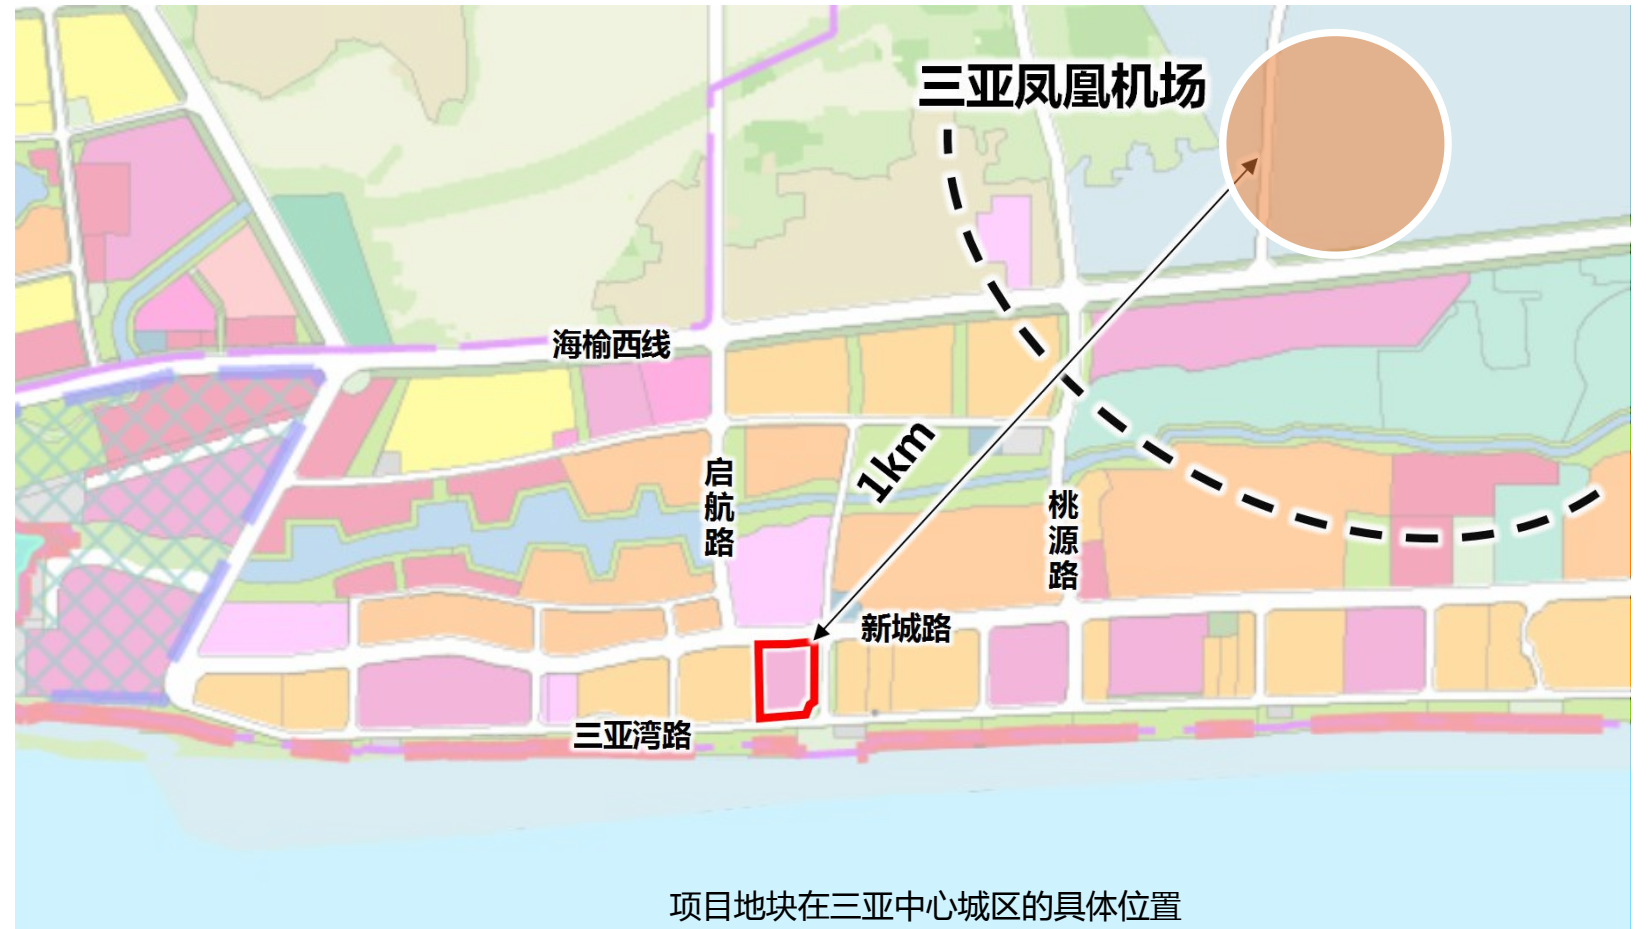 三亚凤凰机场
海榆西线
1km
启航路
桃源路
新城路
三亚湾路
项目地块在三亚中心城区的具体位置